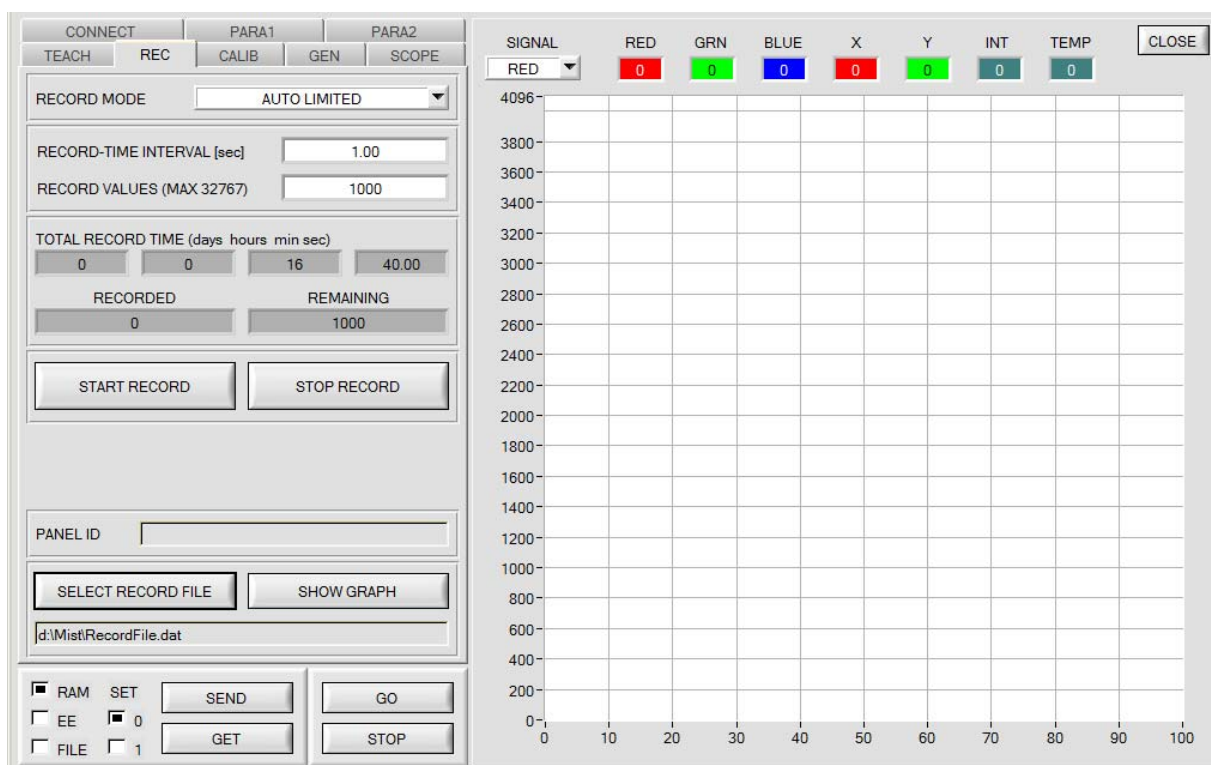 CONNECT PARA1 PARA2
TEACH REC CALIB GEN SCOPE
RECORD MODE AUTO LIMITED
RECORD-TIME INTERVAL [sec] 1.00
RECORD VALUES (MAX 32767) 1000
TOTAL RECORD TIME (days hours min sec)
0 0 16 40.00
RECORDED REMAINING
0 1000
START RECORD STOP RECORD
PANEL ID
SELECT RECORD FILE SHOW GRAPH
d:\Mist\RecordFile.dat
RAM SET SEND GO
EE 0
FILE 1 GET STOP
SIGNAL RED GRN BLUE X Y INT TEMP CLOSE
RED 0 0 0 0 0 0 0
4096
3800
3600
3400
3200
3000
2800
2600
2400
2200
2000
1800
1600
1400
1200
1000
800
600
400
200
0
0 10 20 30 40 50 60 70 80 90 100